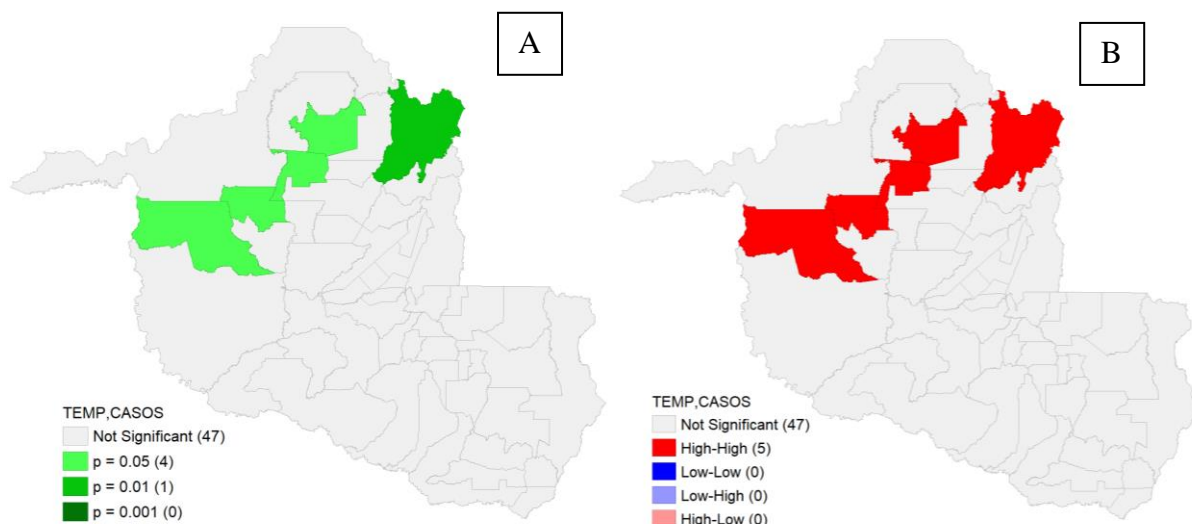 A
B
TEMP,CASOS
Not Significant (47)
p = 0.05 (4)
p = 0.01 (1)
p = 0.001 (0)
TEMP,CASOS
Not Significant (47)
High-High (5)
Low-Low (0)
Low-High (0)
High-Low (0)